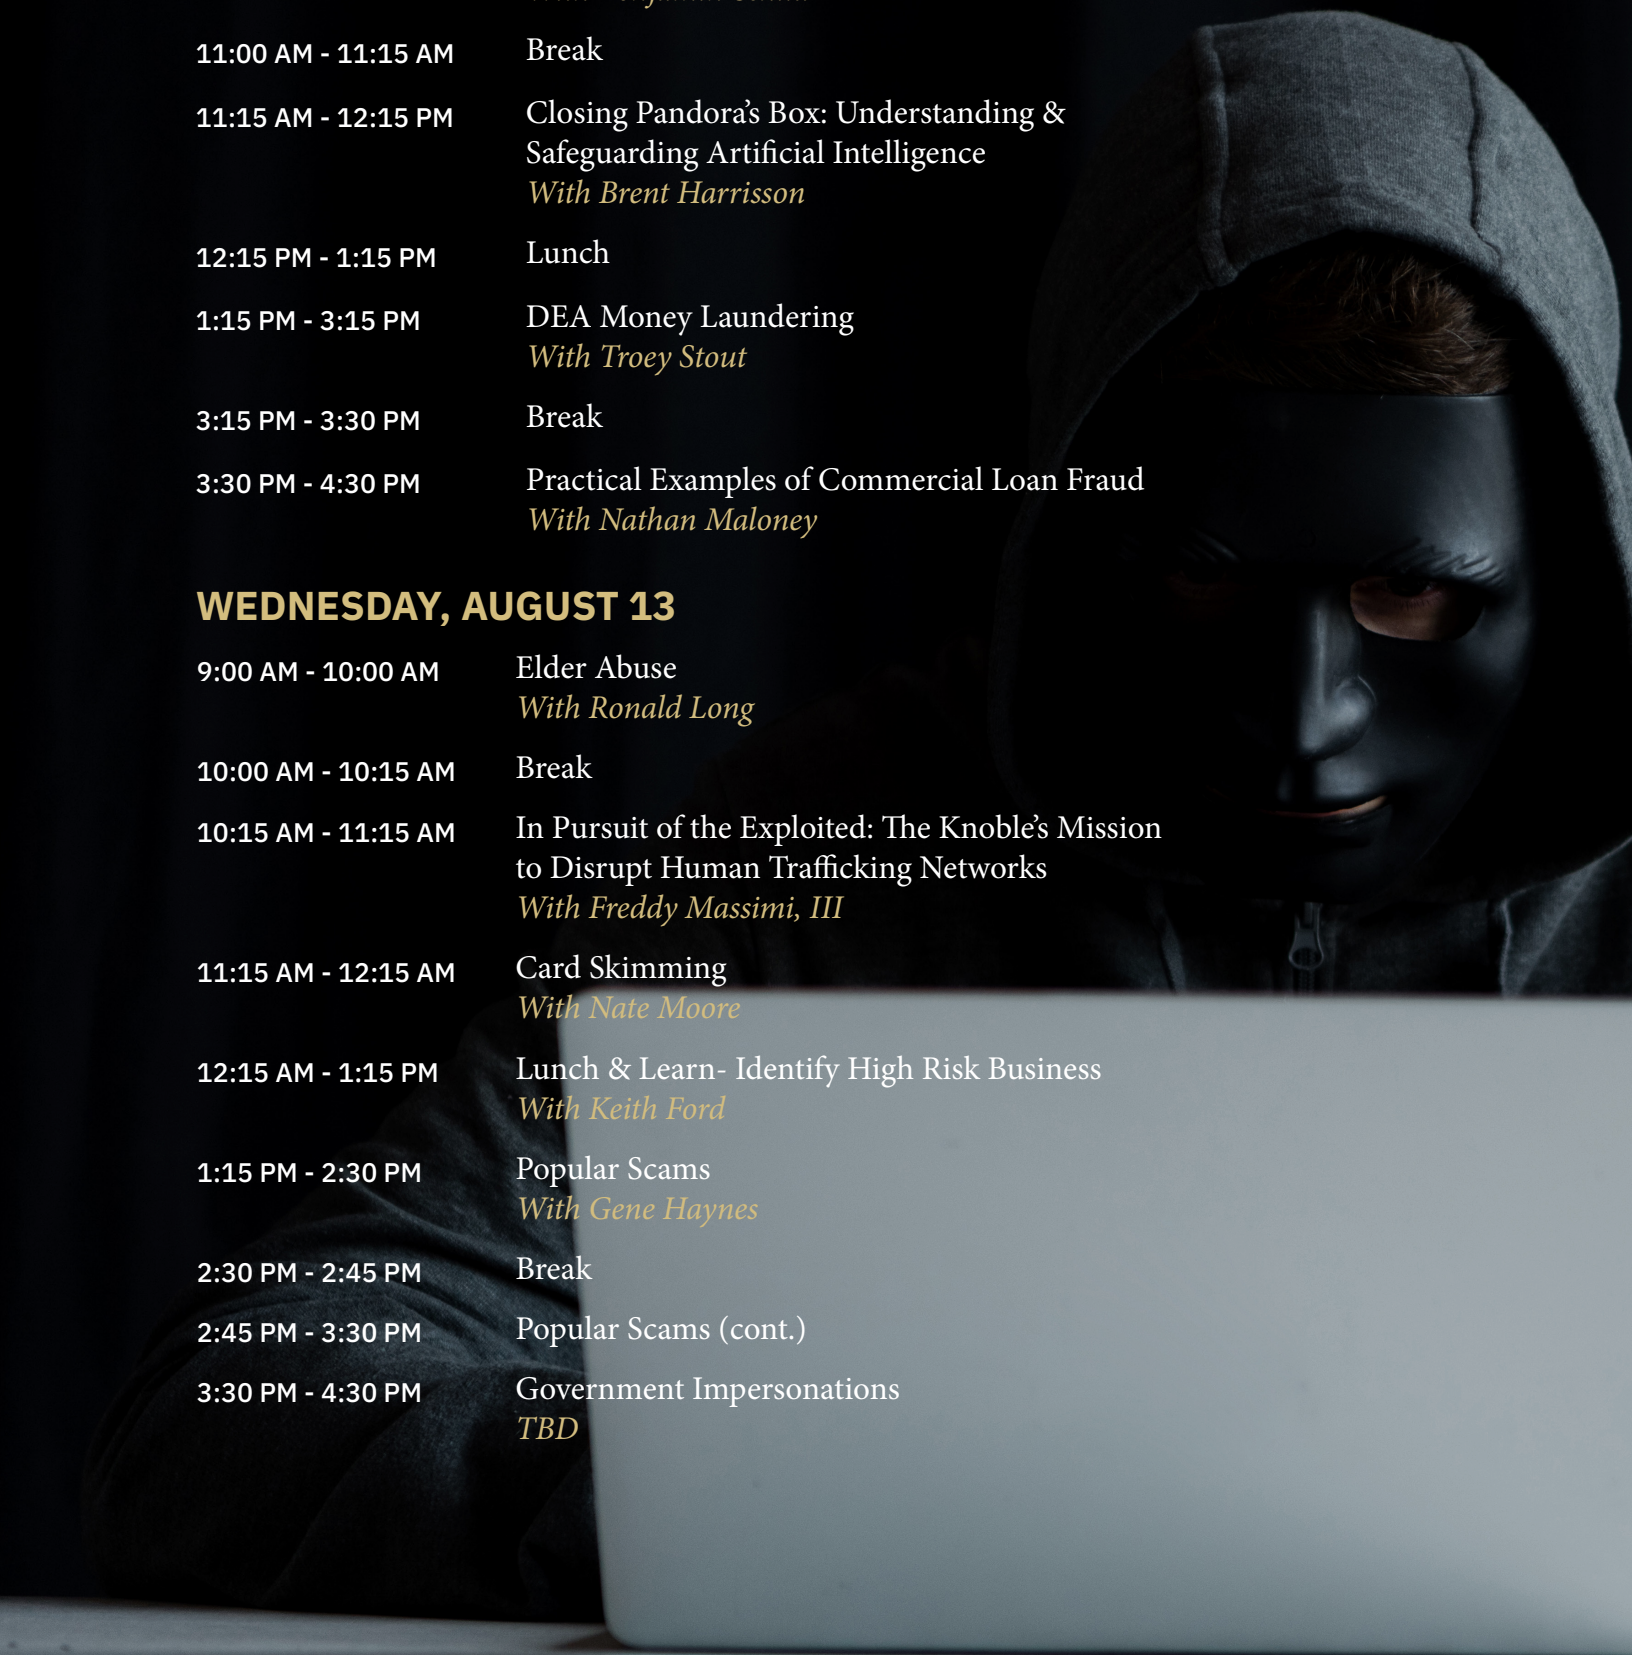 11:00 AM - 11:15 AM Break
11:15 AM - 12:15 PM Closing Pandora’s Box: Understanding &
Safeguarding Artificial Intelligence
With Brent Harrisson
12:15 PM - 1:15 PM Lunch
1:15 PM - 3:15 PM DEA Money Laundering
With Troey Stout
3:15 PM - 3:30 PM Break
3:30 PM - 4:30 PM Practical Examples of Commercial Loan Fraud
With Nathan Maloney
WEDNESDAY, AUGUST 13
9:00 AM - 10:00 AM Elder Abuse
With Ronald Long
10:00 AM - 10:15 AM Break
10:15 AM - 11:15 AM In Pursuit of the Exploited: The Knoble’s Mission
to Disrupt Human Trafficking Networks
With Freddy Massimi, III
11:15 AM - 12:15 AM Card Skimming
With Nate Moore
12:15 AM - 1:15 PM Lunch & Learn- Identify High Risk Business
With Keith Ford
1:15 PM - 2:30 PM Popular Scams
With Gene Haynes
2:30 PM - 2:45 PM Break
2:45 PM - 3:30 PM Popular Scams (cont.)
3:30 PM - 4:30 PM Government Impersonations
TBD